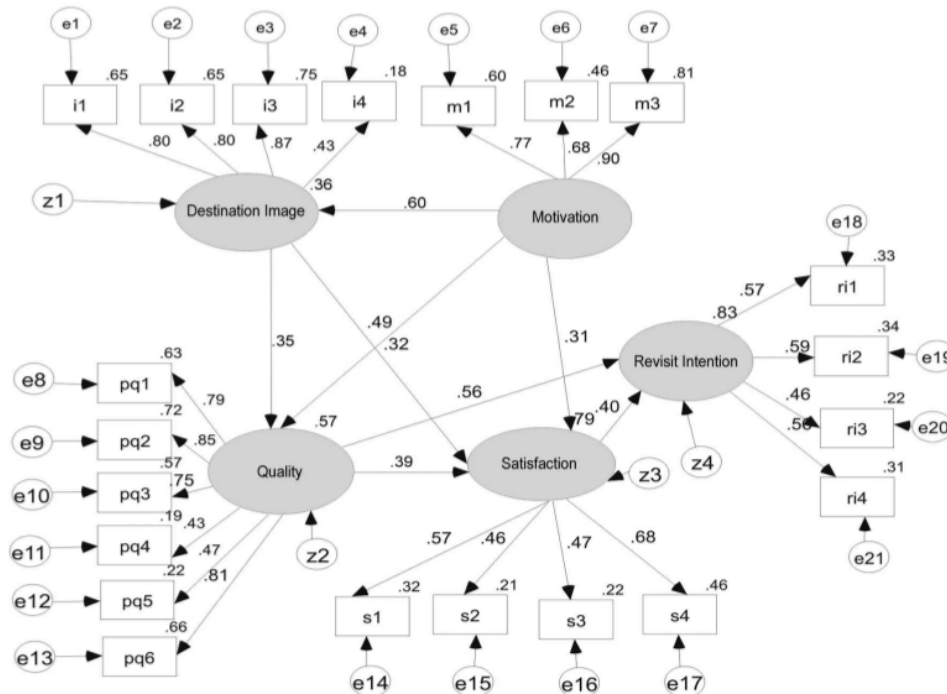 e1 e2 e3 e4 e5 e6 e7
.65 .65 .75 .18 .60 .46 .81
i1 i2 i3 i4 m1 m2 m3
.80 .80 .87 .43 .77 .68 .90
.36
z1 Destination Image .60 Motivation
e18
.33
.57 ri1
.83
.49 .31 .34
.35 .32 .59 ri2 e19
Revisit Intention
.63
e8 pq1 .79 .56 .46 .22
.40 ri3 e20
.72 .57 .79 .56
e9 pq2 .85
.57 Quality .39 Satisfaction z3 z4 .31
e10 pq3 .75 ri4
.19
e11 pq4 .43 z2 e21
.47 .57 .46 .47 .68
.22 .81
e12 pq5 .32 .21 .22 .46
.66 s1 s2 s3 s4
e13 pq6
e14 e15 e16 e17